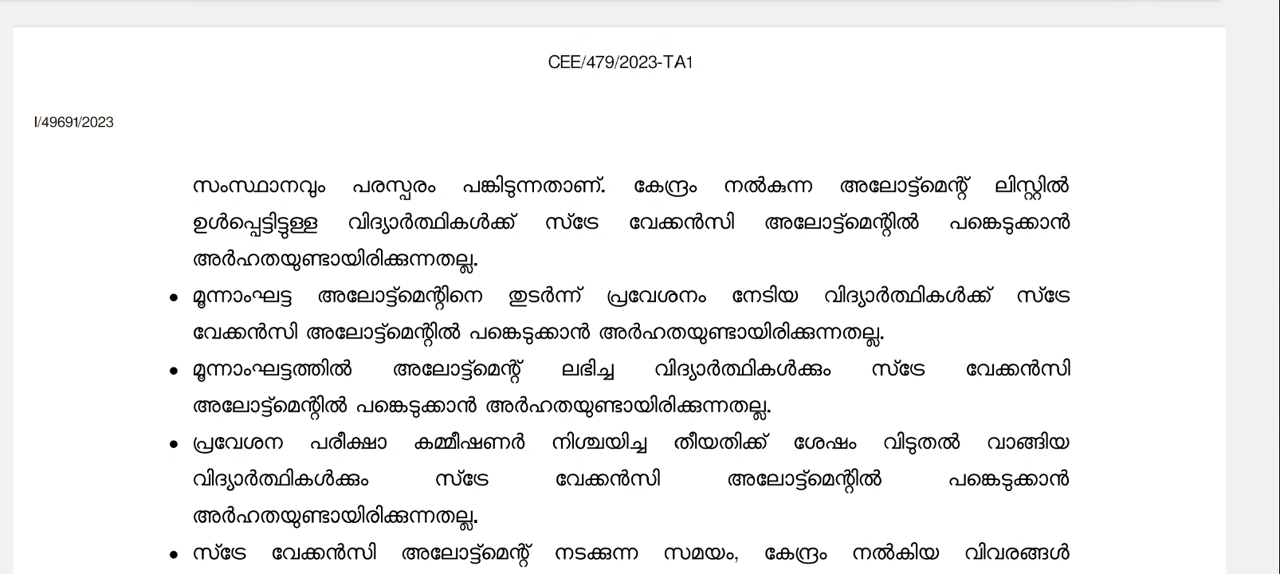 CEE/479/2023-TA1
I/49691/2023
സംസ്ഥാനവും പരസ്പരം പങ്കിടുന്നതാണ്. കേന്ദ്രം നൽകുന്ന അലോട്ട്മെന്റ് ലിസ്റ്റിൽ
ഉൾപ്പെട്ടിട്ടുള്ള വിദ്യാർത്ഥികൾക്ക് സ്ട്രേ വേക്കൻസി അലോട്ട്മെന്റിൽ പങ്കെടുക്കാൻ
അർഹതയുണ്ടായിരിക്കുന്നതല്ല.
• മൂന്നാംഘട്ട അലോട്ട്മെന്റിനെ തുടർന്ന് പ്രവേശനം നേടിയ വിദ്യാർത്ഥികൾക്ക് സ്ട്രേ
വേക്കൻസി അലോട്ട്മെന്റിൽ പങ്കെടുക്കാൻ അർഹതയുണ്ടായിരിക്കുന്നതല്ല.
• മൂന്നാംഘട്ടത്തിൽ അലോട്ട്മെന്റ് ലഭിച്ച വിദ്യാർത്ഥികൾക്കും സ്ട്രേ വേക്കൻസി
അലോട്ട്മെന്റിൽ പങ്കെടുക്കാൻ അർഹതയുണ്ടായിരിക്കുന്നതല്ല.
• പ്രവേശന പരീക്ഷാ കമ്മീഷണർ നിശ്ചയിച്ച തീയതിക്ക് ശേഷം വിടുതൽ വാങ്ങിയ
വിദ്യാർത്ഥികൾക്കും സ്ട്രേ വേക്കൻസി അലോട്ട്മെന്റിൽ പങ്കെടുക്കാൻ
അർഹതയുണ്ടായിരിക്കുന്നതല്ല.
• സ്ട്രേ വേക്കൻസി അലോട്ട്മെന്റ് നടക്കുന്ന സമയം, കേന്ദ്രം നൽകിയ വിവരങ്ങൾ